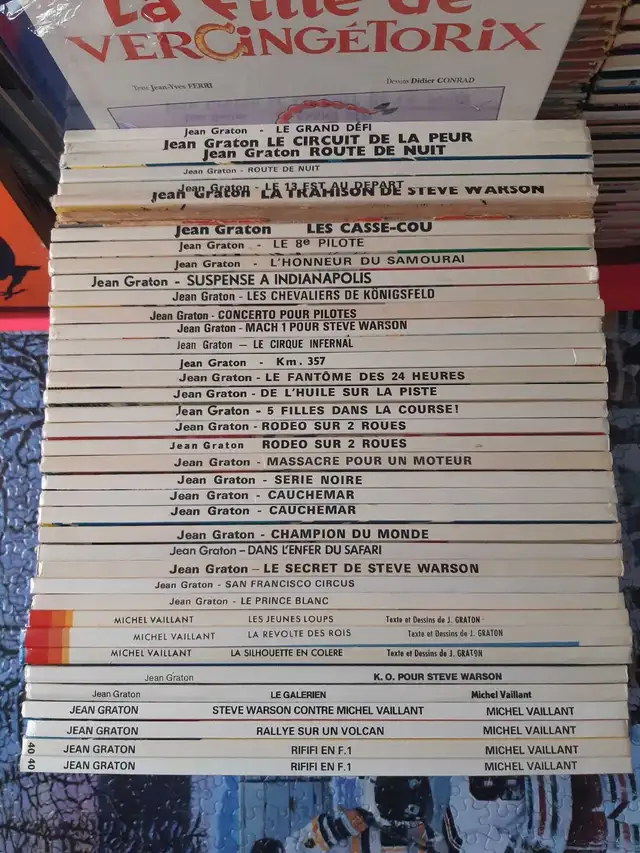 La Fille de
VERCINGÉTORIX
Texte Jean-Yves FERRI
Dessins Didier CONRAD
Jean Graton - LE GRAND DÉFI
Jean Graton LE CIRCUIT DE LA PEUR
Jean Graton ROUTE DE NUIT
Jean Graton - ROUTE DE NUIT
Jean Graton - LE 13 EST AU DEPART
Jean Graton LA TRAHISON DE STEVE WARSON
Jean Graton LES CASSE-COU
Jean Graton - LE 8e PILOTE
Jean Graton - L'HONNEUR DU SAMOURAI
Jean Graton - SUSPENSE A INDIANAPOLIS
Jean Graton - LES CHEVALIERS DE KÖNIGSFELD
Jean Graton - CONCERTO POUR PILOTES
Jean Graton - MACH 1 POUR STEVE WARSON
Jean Graton - LE CIRQUE INFERNAL
Jean Graton - Km. 357
Jean Graton - LE FANTÔME DES 24 HEURES
Jean Graton - DE L'HUILE SUR LA PISTE
Jean Graton - 5 FILLES DANS LA COURSE!
Jean Graton - RODEO SUR 2 ROUES
Jean Graton RODEO SUR 2 ROUES
Jean Graton - MASSACRE POUR UN MOTEUR
Jean Graton - SERIE NOIRE
Jean Graton - CAUCHEMAR
Jean Graton - CAUCHEMAR
Jean Graton - CHAMPION DU MONDE
Jean Graton - DANS L'ENFER DU SAFARI
Jean Graton - LE SECRET DE STEVE WARSON
Jean Graton - SAN FRANCISCO CIRCUS
Jean Graton - LE PRINCE BLANC
MICHEL VAILLANT LES JEUNES LOUPS Texte et Dessins de J. GRATON
MICHEL VAILLANT LA REVOLTE DES ROIS Texte et Dessins de J. GRATON
MICHEL VAILLANT LA SILHOUETTE EN COLERE Texte et Dessins de J. GRATON
Jean Graton K. O. POUR STEVE WARSON
Jean Graton LE GALERIEN Michel Vaillant
JEAN GRATON STEVE WARSON CONTRE MICHEL VAILLANT MICHEL VAILLANT
JEAN GRATON RALLYE SUR UN VOLCAN MICHEL VAILLANT
40 JEAN GRATON RIFIFI EN F.1 MICHEL VAILLANT
40 JEAN GRATON RIFIFI EN F.1 MICHEL VAILLANT